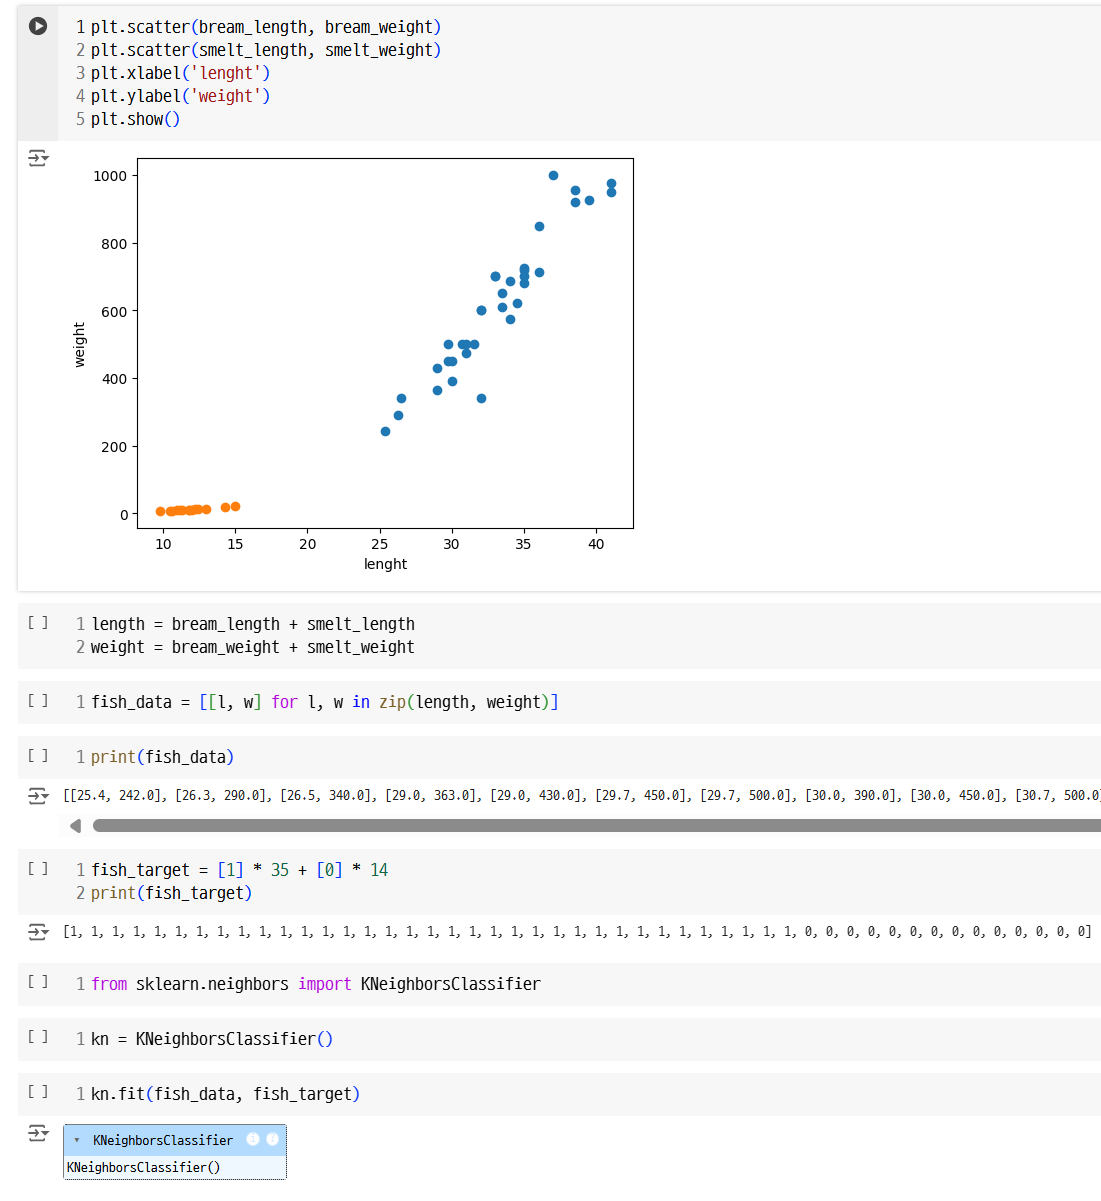 1 plt.scatter(bream_length, bream_weight)
2 plt.scatter(smelt_length, smelt_weight)
3 plt.xlabel('lenght')
4 plt.ylabel('weight')
5 plt.show()
1000
800
600
400
200
0
weight
10 15 20 25 30 35 40
lenght
[ ] 1 length = bream_length + smelt_length
2 weight = bream_weight + smelt_weight
[ ] 1 fish_data = [[l, w] for l, w in zip(length, weight)]
[ ] 1 print(fish_data)
[[25.4, 242.0], [26.3, 290.0], [26.5, 340.0], [29.0, 363.0], [29.0, 430.0], [29.7, 450.0], [29.7, 500.0], [30.0, 390.0], [30.0, 450.0], [30.7, 500.0]
[ ] 1 fish_target = [1] * 35 + [0] * 14
2 print(fish_target)
[1, 1, 1, 1, 1, 1, 1, 1, 1, 1, 1, 1, 1, 1, 1, 1, 1, 1, 1, 1, 1, 1, 1, 1, 1, 1, 1, 1, 1, 1, 1, 1, 1, 1, 1, 0, 0, 0, 0, 0, 0, 0, 0, 0, 0, 0, 0, 0, 0]
[ ] 1 from sklearn.neighbors import KNeighborsClassifier
[ ] 1 kn = KNeighborsClassifier()
[ ] 1 kn.fit(fish_data, fish_target)
KNeighborsClassifier
KNeighborsClassifier()